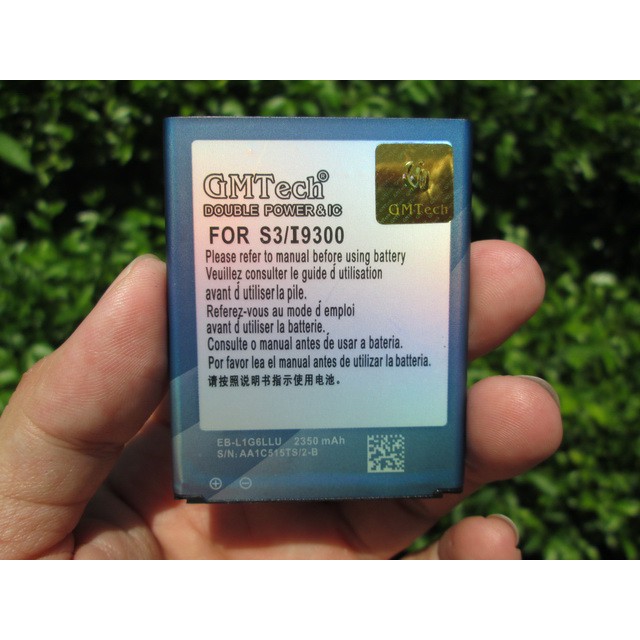 GMTech®
DOUBLE POWER & IC
GMTech
FOR S3/I9300
Please refer to manual before using battery
Veuillez consulter le guide d'utilisation
avant d'utiliser la pile.
Referez-vous au mode d'emploi
avant d'utiliser la batterie.
Consulte o manual antes de usar a bateria.
Por favor lea el manual antes de utilizar la batería.
请按照说明书指示使用电池。
EB-L1G6LLU 2350 mAh
S/N: AA1C515TS/2-B